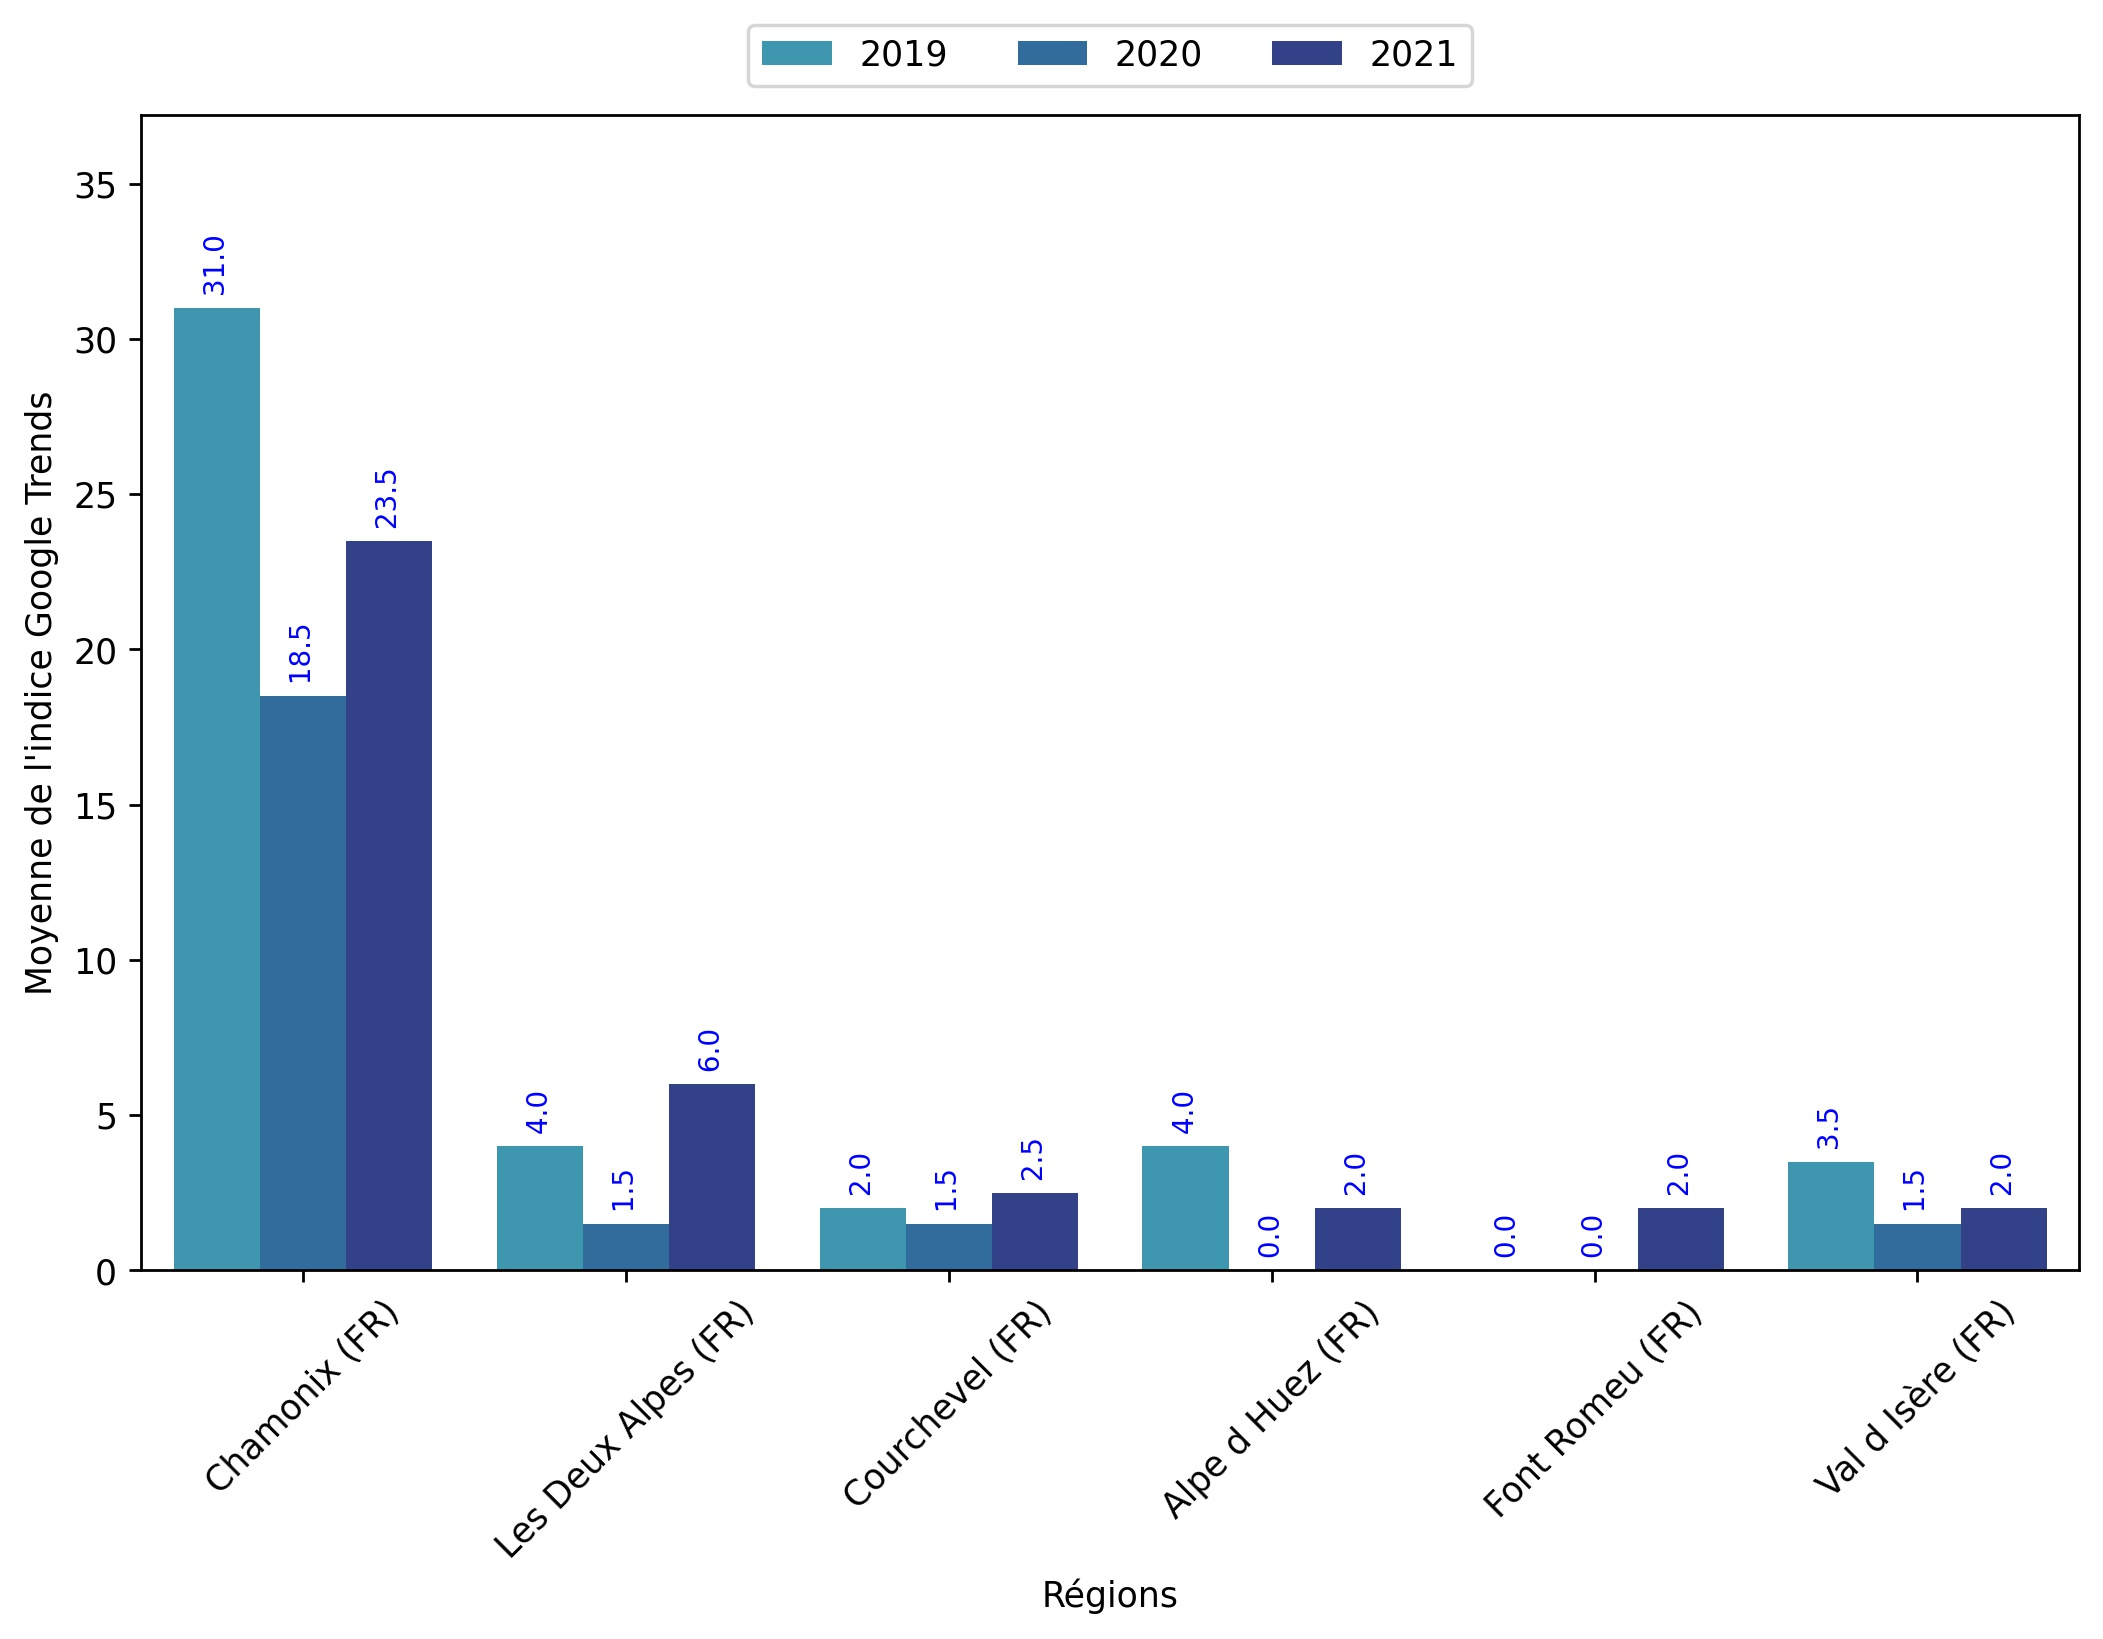 2019 2020 2021
Moyenne de l'indice Google Trends
35
30
25
20
15
10
5
0
31.0 18.5 23.5
4.0 1.5 6.0
2.0 1.5 2.5
4.0 0.0 2.0
0.0 0.0 2.0
3.5 1.5 2.0
Chamonix (FR)
Les Deux Alpes (FR)
Courchevel (FR)
Alpe d Huez (FR)
Font Romeu (FR)
Val d Isère (FR)
Régions